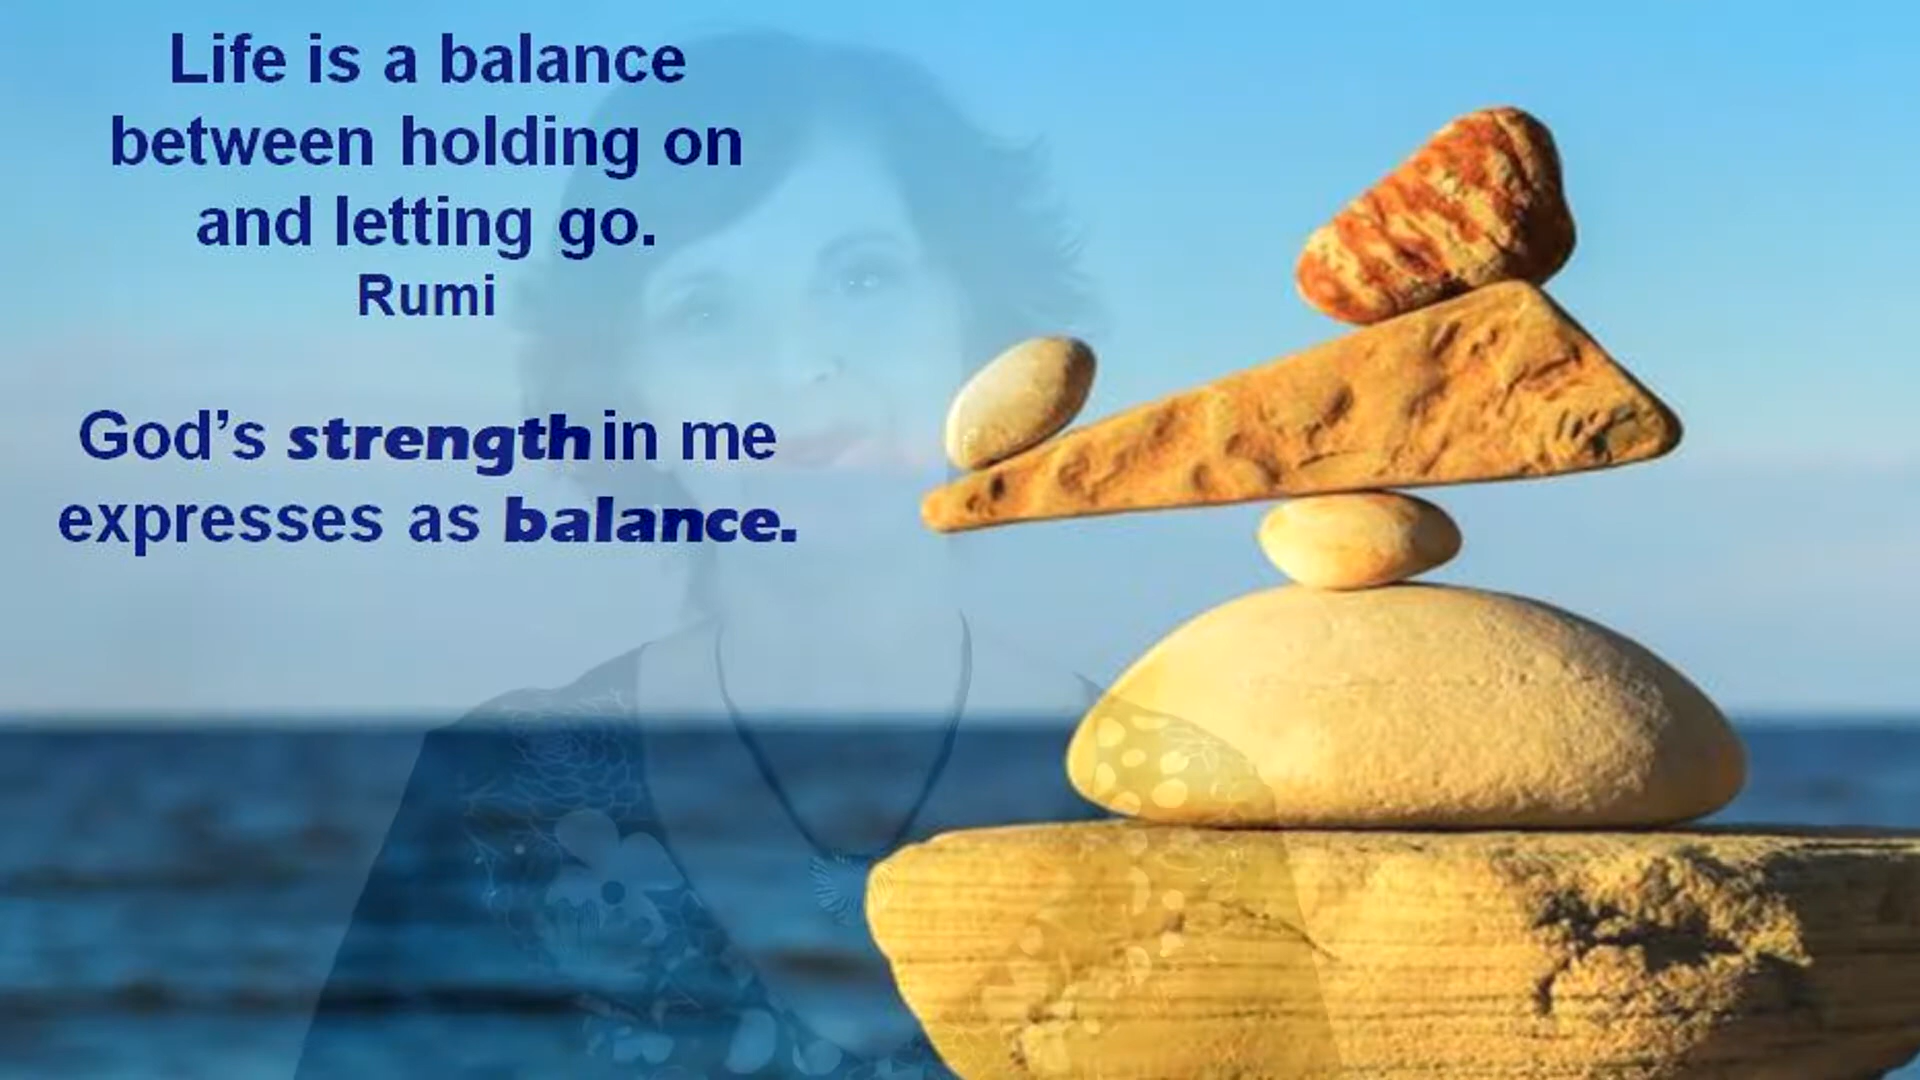 Life is a balance
between holding on
and letting go.
Rumi
God’s strength in me
expresses as balance.